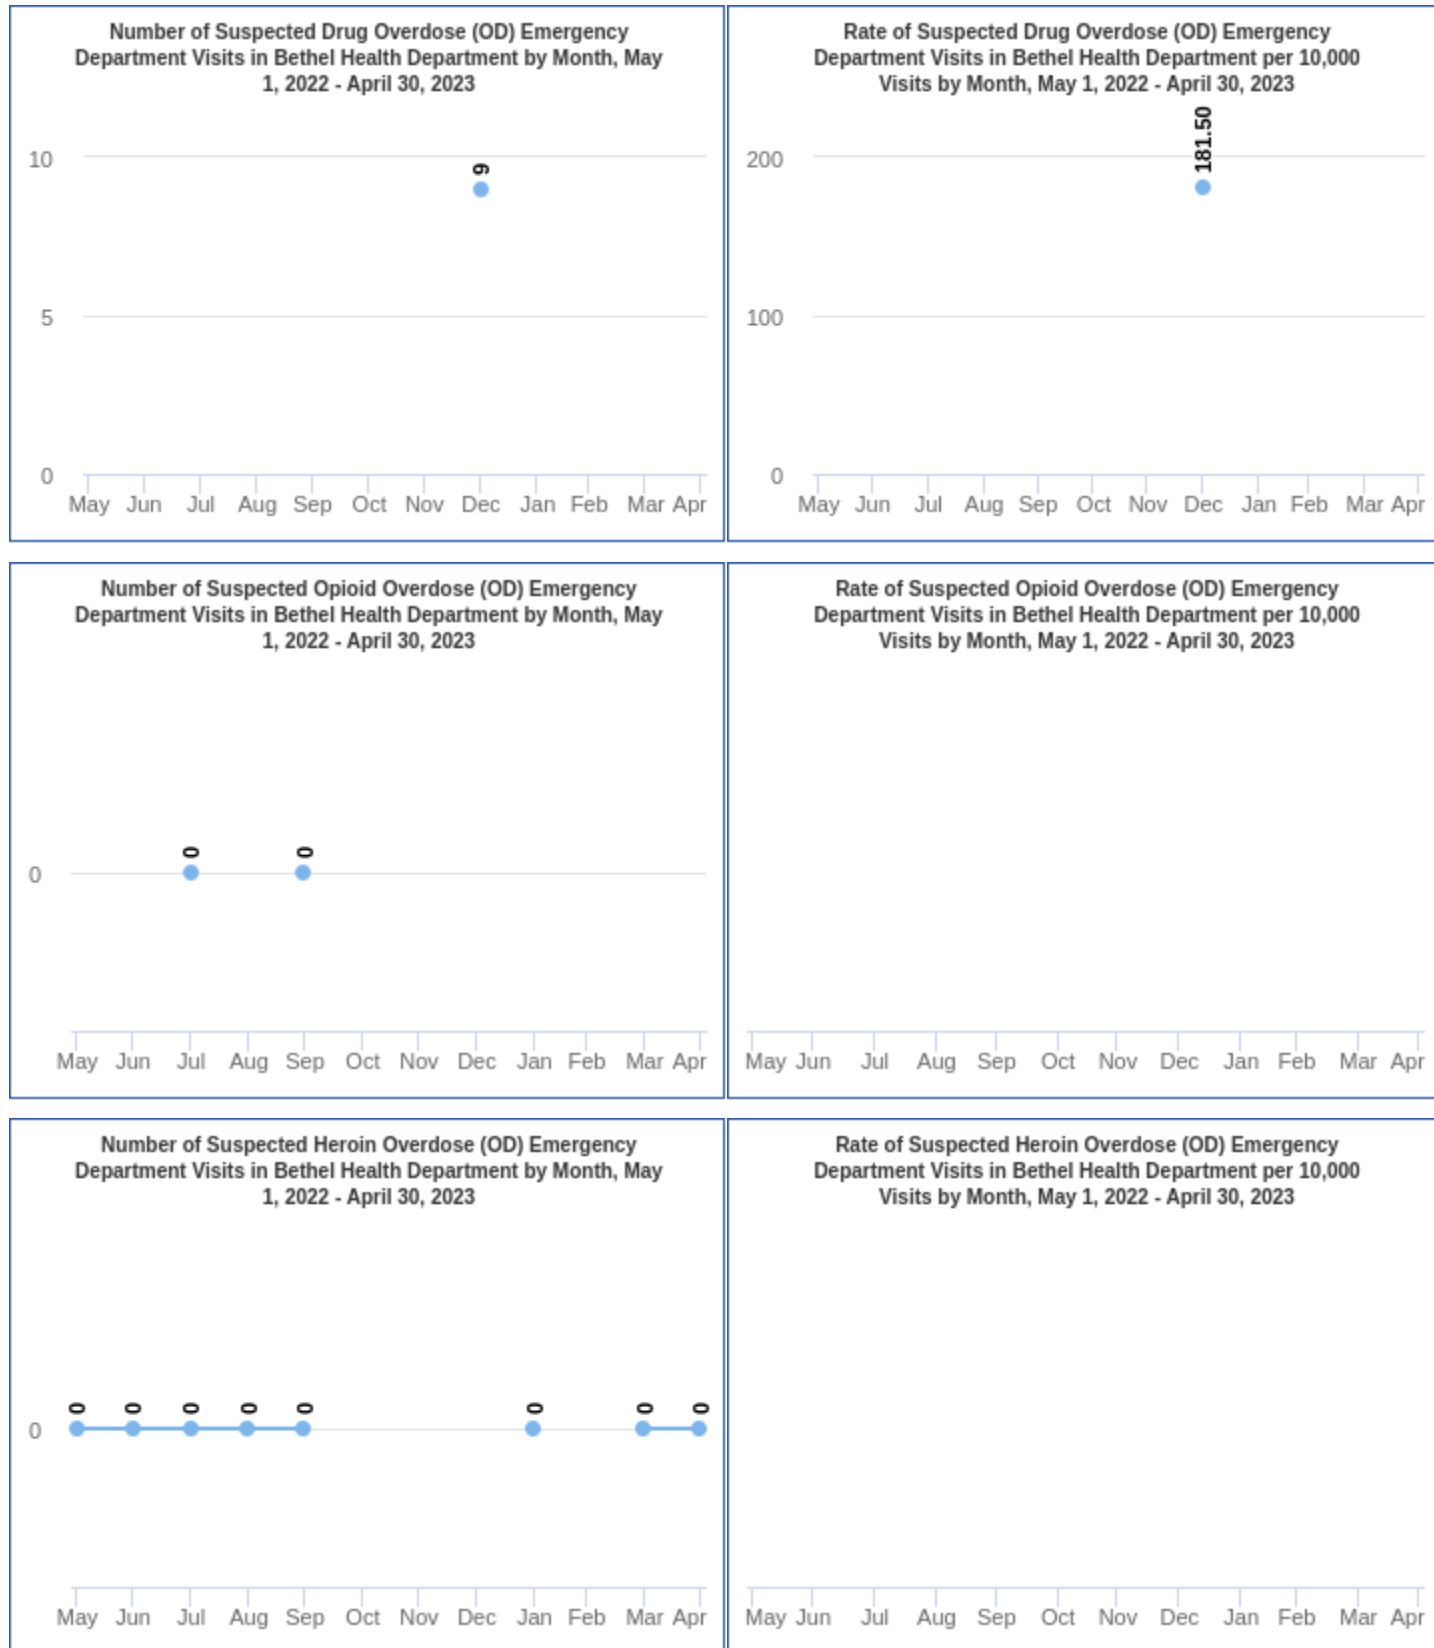 Number of Suspected Drug Overdose (OD) Emergency
Department Visits in Bethel Health Department by Month, May
1, 2022 - April 30, 2023
10
5
0
9
May Jun Jul Aug Sep Oct Nov Dec Jan Feb Mar Apr
Rate of Suspected Drug Overdose (OD) Emergency
Department Visits in Bethel Health Department per 10,000
Visits by Month, May 1, 2022 - April 30, 2023
181.50
200
100
0
May Jun Jul Aug Sep Oct Nov Dec Jan Feb Mar Apr
Number of Suspected Opioid Overdose (OD) Emergency
Department Visits in Bethel Health Department by Month, May
1, 2022 - April 30, 2023
0 0
0
May Jun Jul Aug Sep Oct Nov Dec Jan Feb Mar Apr
Rate of Suspected Opioid Overdose (OD) Emergency
Department Visits in Bethel Health Department per 10,000
Visits by Month, May 1, 2022 - April 30, 2023
May Jun Jul Aug Sep Oct Nov Dec Jan Feb Mar Apr
Number of Suspected Heroin Overdose (OD) Emergency
Department Visits in Bethel Health Department by Month, May
1, 2022 - April 30, 2023
0 0 0 0 0 0 0 0
0
May Jun Jul Aug Sep Oct Nov Dec Jan Feb Mar Apr
Rate of Suspected Heroin Overdose (OD) Emergency
Department Visits in Bethel Health Department per 10,000
Visits by Month, May 1, 2022 - April 30, 2023
May Jun Jul Aug Sep Oct Nov Dec Jan Feb Mar Apr